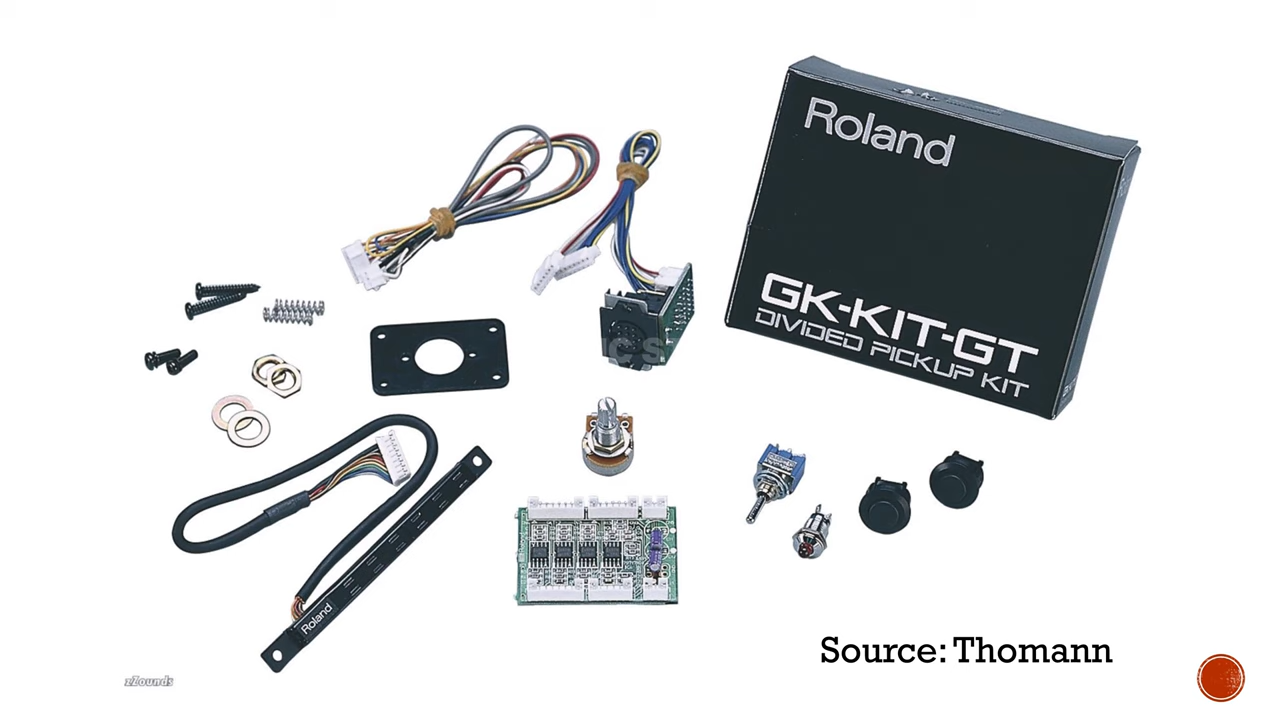 Roland
GK-KIT-GT
DIVIDED PICKUP KIT
Roland
Source: Thomann
zZounds